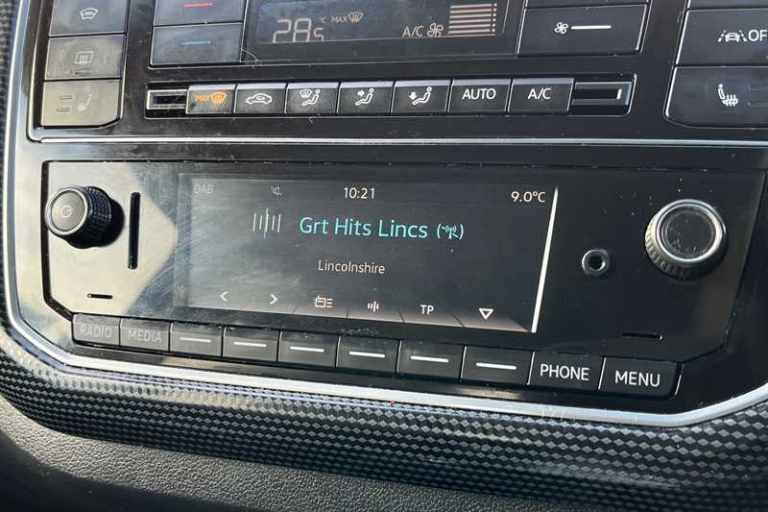 28.5 °C MAX A/C
OFF
MAX
AUTO
A/C
DAB 10:21 9.0°C
Grt Hits Lincs
Lincolnshire
< > TP
RADIO MEDIA
PHONE MENU